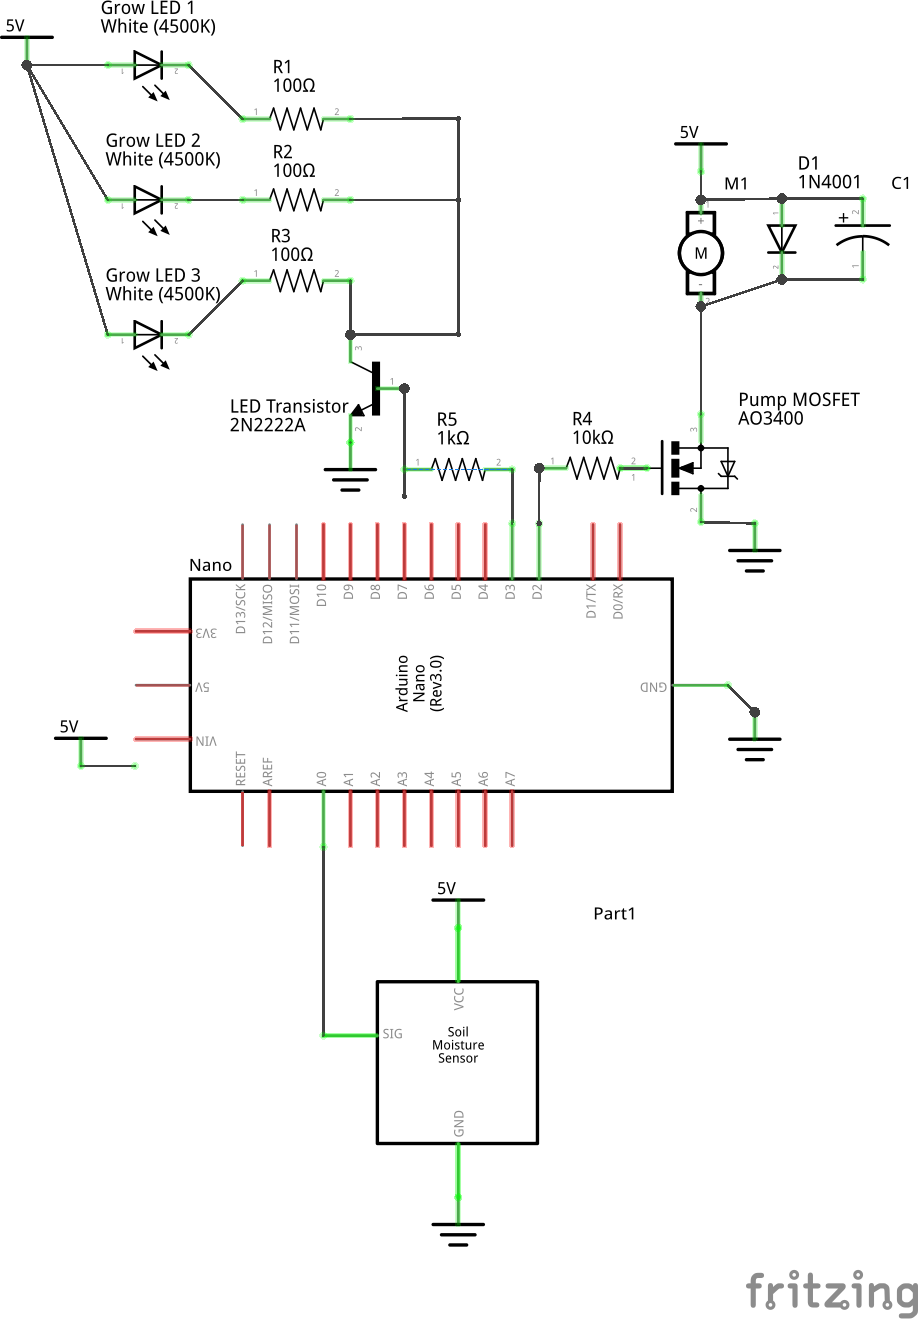 Grow LED 1
White (4500K)
5V
1
2
R1
100Ω
1
2
Grow LED 2
White (4500K)
1
2
R2
100Ω
1
2
Grow LED 3
White (4500K)
1
2
R3
100Ω
1
2
5V
M1
D1
1N4001
C1
1
+
M
-
2
1
2
+
2
1
LED Transistor
2N2222A
3
1
2
R5
1kΩ
1
2
R4
10kΩ
1
2
1
Pump MOSFET
AO3400
3
2
Nano
D13/SCK
D12/MISO
D11/MOSI
D10
D9
D8
D7
D6
D5
D4
D3
D2
D1/TX
D0/RX
3V3
5V
VIN
5V
Arduino
Nano
(Rev3.0)
GND
RESET
AREF
A0
A1
A2
A3
A4
A5
A6
A7
5V
Part1
VCC
SIG
Soil
Moisture
Sensor
GND
fritzing